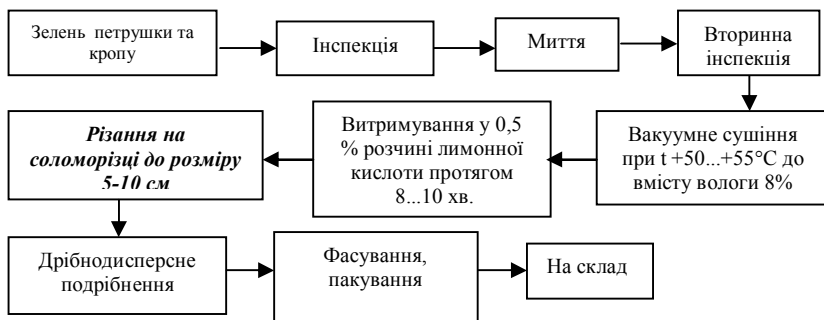 Зелень петрушки та
кропу
Інспекція
Миття
Вторинна
інспекція
Вакуумне сушіння
при t +50...+55°С до
вмісту вологи 8%
Витримування у 0,5
% розчині лимонної
кислоти протягом
8...10 хв.
Різання на
соломорізці до розміру
5-10 см
Дрібнодисперсне
подрібнення
Фасування,
пакування
На склад